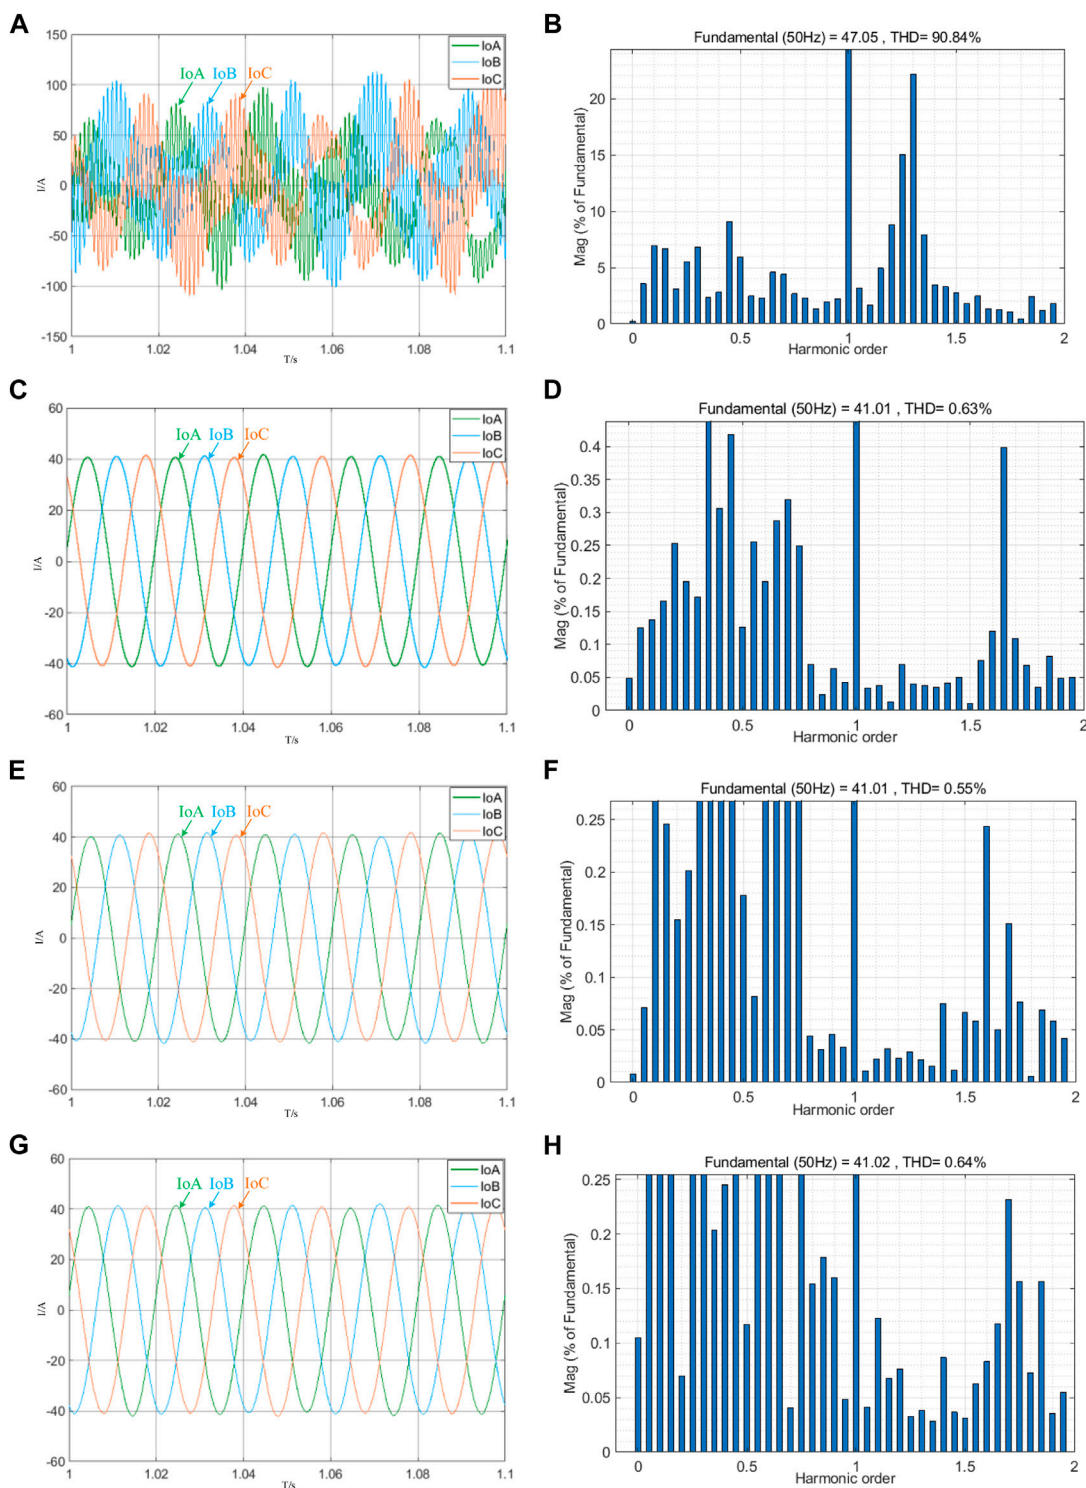 A
150
100
50
0
-50
-100
-150
I/A
IoA IoB IoC
IoA
IoB
IoC
1 1.02 1.04 1.06 1.08 1.1
T/s
B
Fundamental (50Hz) = 47.05 , THD= 90.84%
Mag (% of Fundamental)
20
15
10
5
0
0 0.5 1 1.5 2
Harmonic order
C
60
40
20
0
-20
-40
-60
I/A
IoA IoB IoC
IoA
IoB
IoC
1 1.02 1.04 1.06 1.08 1.1
T/s
D
Fundamental (50Hz) = 41.01 , THD= 0.63%
Mag (% of Fundamental)
0.4
0.35
0.3
0.25
0.2
0.15
0.1
0.05
0
0 0.5 1 1.5 2
Harmonic order
E
60
40
20
0
-20
-40
-60
I/A
IoA IoB IoC
IoA
IoB
IoC
1 1.02 1.04 1.06 1.08 1.1
T/s
F
Fundamental (50Hz) = 41.01 , THD= 0.55%
Mag (% of Fundamental)
0.25
0.2
0.15
0.1
0.05
0
0 0.5 1 1.5 2
Harmonic order
G
60
40
20
0
-20
-40
-60
I/A
IoA IoB IoC
IoA
IoB
IoC
1 1.02 1.04 1.06 1.08 1.1
T/s
H
Fundamental (50Hz) = 41.02 , THD= 0.64%
Mag (% of Fundamental)
0.25
0.2
0.15
0.1
0.05
0
0 0.5 1 1.5 2
Harmonic order